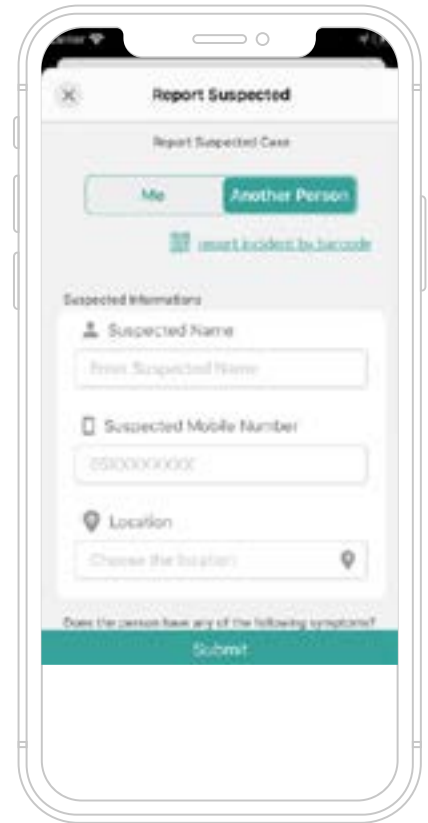 Report Suspected
Report Suspected Case
Me
Another Person
report incident by barcode
Suspected Informations
Suspected Name
Enter Suspected Name
Suspected Mobile Number
Location
Choose the location
Does the person have any of the following symptoms?
Submit